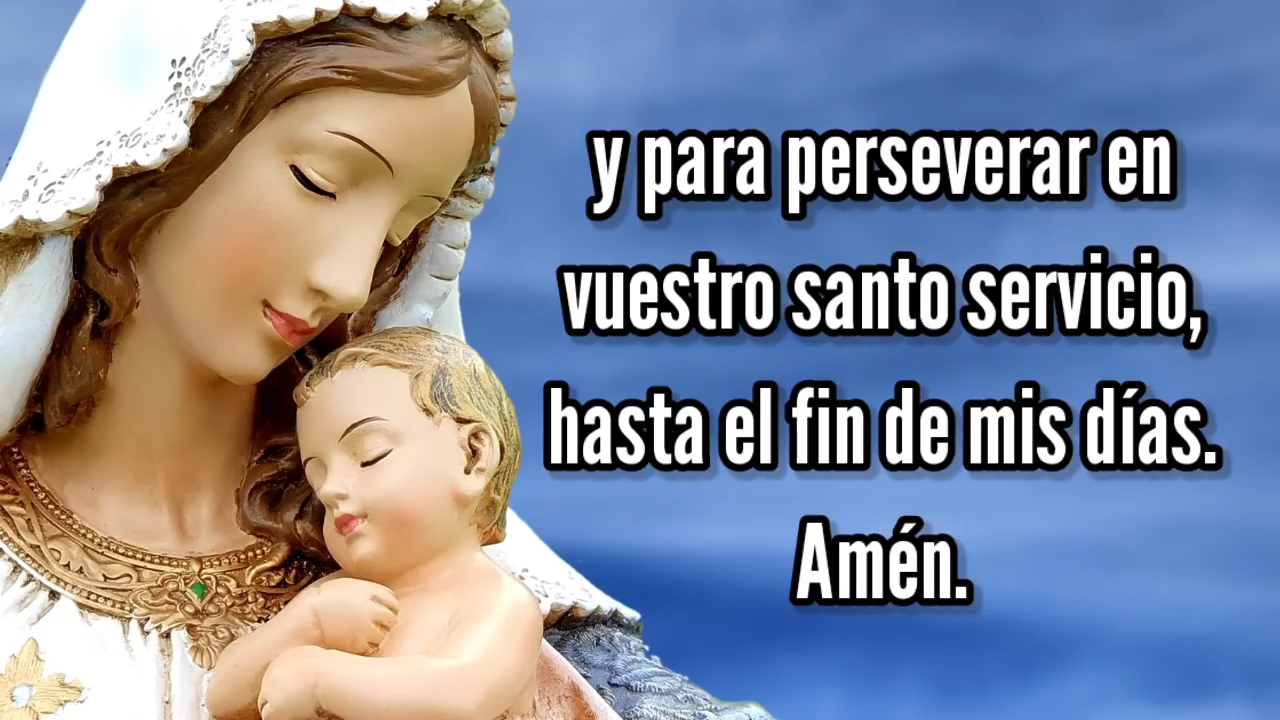 y para perseverar en
vuestro santo servicio,
hasta el fin de mis días.
Amén.